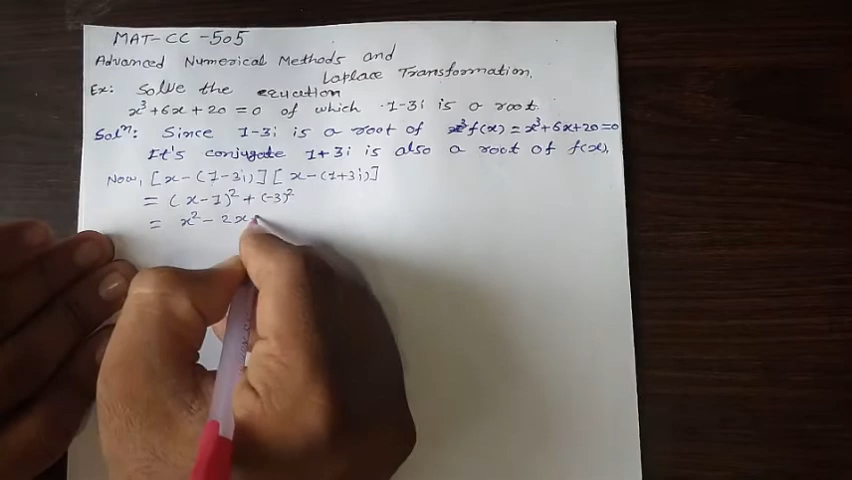 MAT-CC-505
Advanced Numerical Methods and
Laplace Transformation.
Ex: Solve the equation
x³+6x+20=0 of which 1-3i is a root.
Solⁿ: Since 1-3i is a root of f(x)=x³+6x+20=0
It's conjugate 1+3i is also a root of f(x).
Now, [x-(1-3i)][x-(1+3i)]
= (x-1)²+(-3)²
= x²-2x